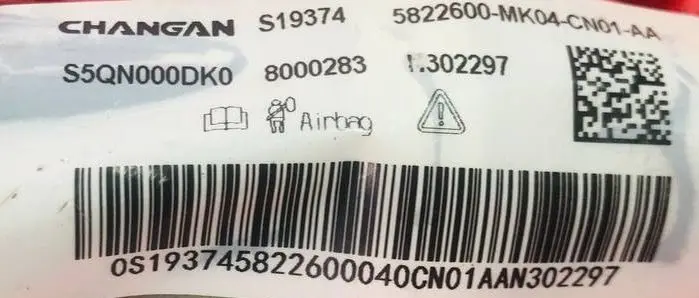 CHANGAN S19374 5822600-MK04-CN01-AA
S5QN000DK0 8000283 302297
Airbag
0S193745822600040CN01AAN302297